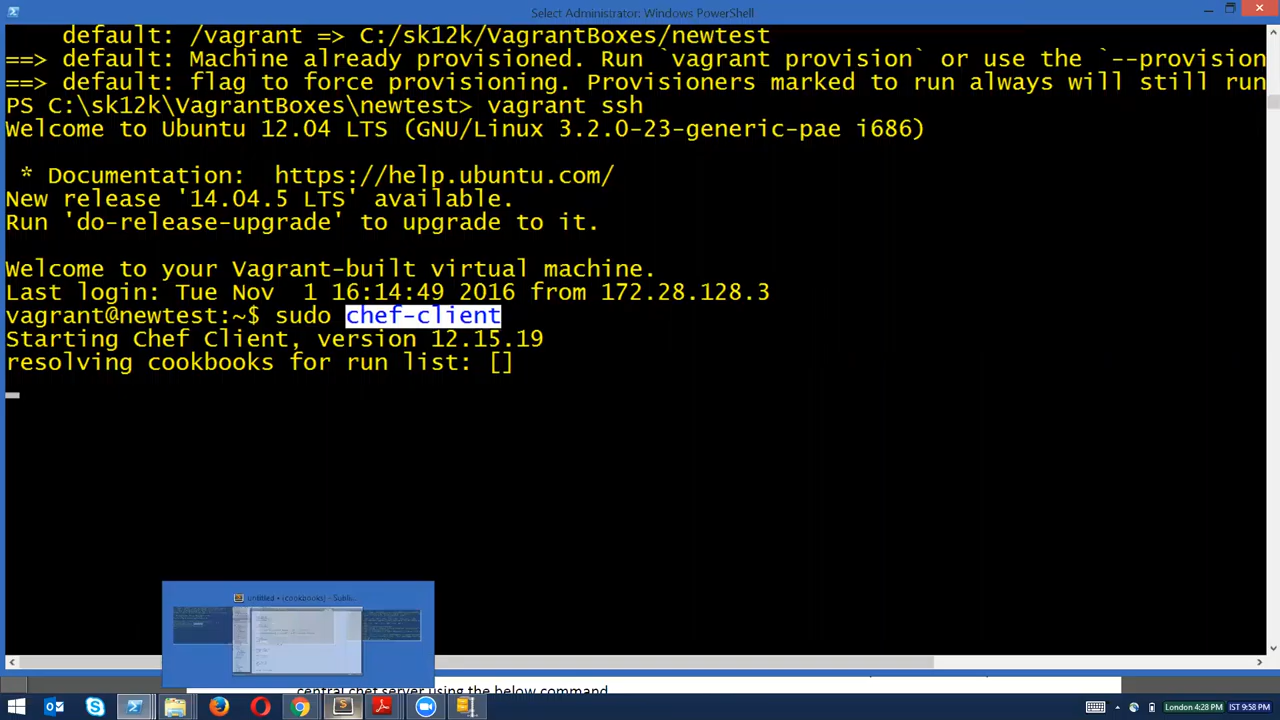 Select Administrator: Windows PowerShell
default: /vagrant => C:/sk12k/VagrantBoxes/newtest
==> default: Machine already provisioned. Run `vagrant provision` or use the `--provision
==> default: flag to force provisioning. Provisioners marked to run always will still run
PS C:\sk12k\VagrantBoxes\newtest> vagrant ssh
Welcome to Ubuntu 12.04 LTS (GNU/Linux 3.2.0-23-generic-pae i686)
* Documentation:  https://help.ubuntu.com/
New release '14.04.5 LTS' available.
Run 'do-release-upgrade' to upgrade to it.
Welcome to your Vagrant-built virtual machine.
Last login: Tue Nov  1 16:14:49 2016 from 172.28.128.3
vagrant@newtest:~$ sudo chef-client
Starting Chef Client, version 12.15.19
resolving cookbooks for run list: []
untitled • (cookbooks) - Sublim...
central chef server using the below command
London 4:28 PM IST 9:58 PM